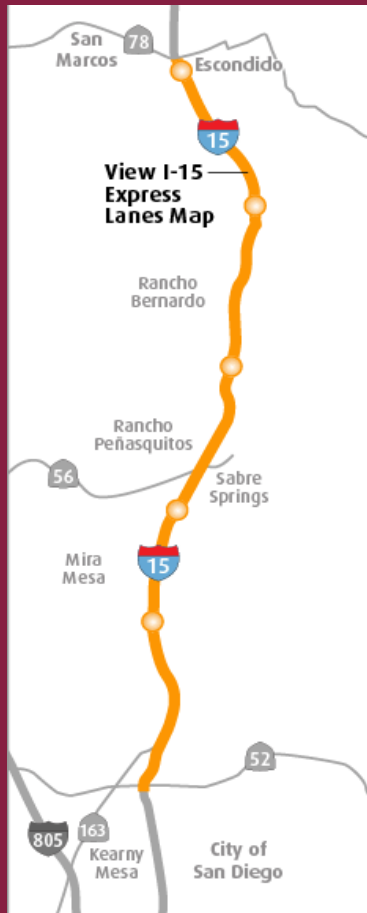 San
Marcos
78
Escondido
15
View I-15
Express
Lanes Map
Rancho
Bernardo
Rancho
Peñasquitos
56
Sabre
Springs
15
Mira
Mesa
52
805
163
Kearny
Mesa
City of
San Diego